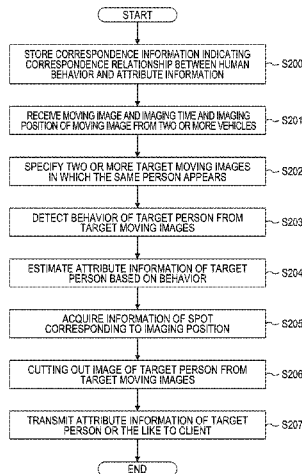 START
STORE CORRESPONDENCE INFORMATION INDICATING
CORRESPONDENCE RELATIONSHIP BETWEEN HUMAN
BEHAVIOR AND ATTRIBUTE INFORMATION
S200
RECEIVE MOVING IMAGE AND IMAGING TIME AND IMAGING
POSITION OF MOVING IMAGE FROM TWO OR MORE VEHICLES
S201
SPECIFY TWO OR MORE TARGET MOVING IMAGES
IN WHICH THE SAME PERSON APPEARS
S202
DETECT BEHAVIOR OF TARGET PERSON FROM
TARGET MOVING IMAGES
S203
ESTIMATE ATTRIBUTE INFORMATION OF TARGET
PERSON BASED ON BEHAVIOR
S204
ACQUIRE INFORMATION OF SPOT
CORRESPONDING TO IMAGING POSITION
S205
CUTTING OUT IMAGE OF TARGET PERSON FROM
TARGET MOVING IMAGES
S206
TRANSMIT ATTRIBUTE INFORMATION OF TARGET
PERSON OR THE LIKE TO CLIENT
S207
END